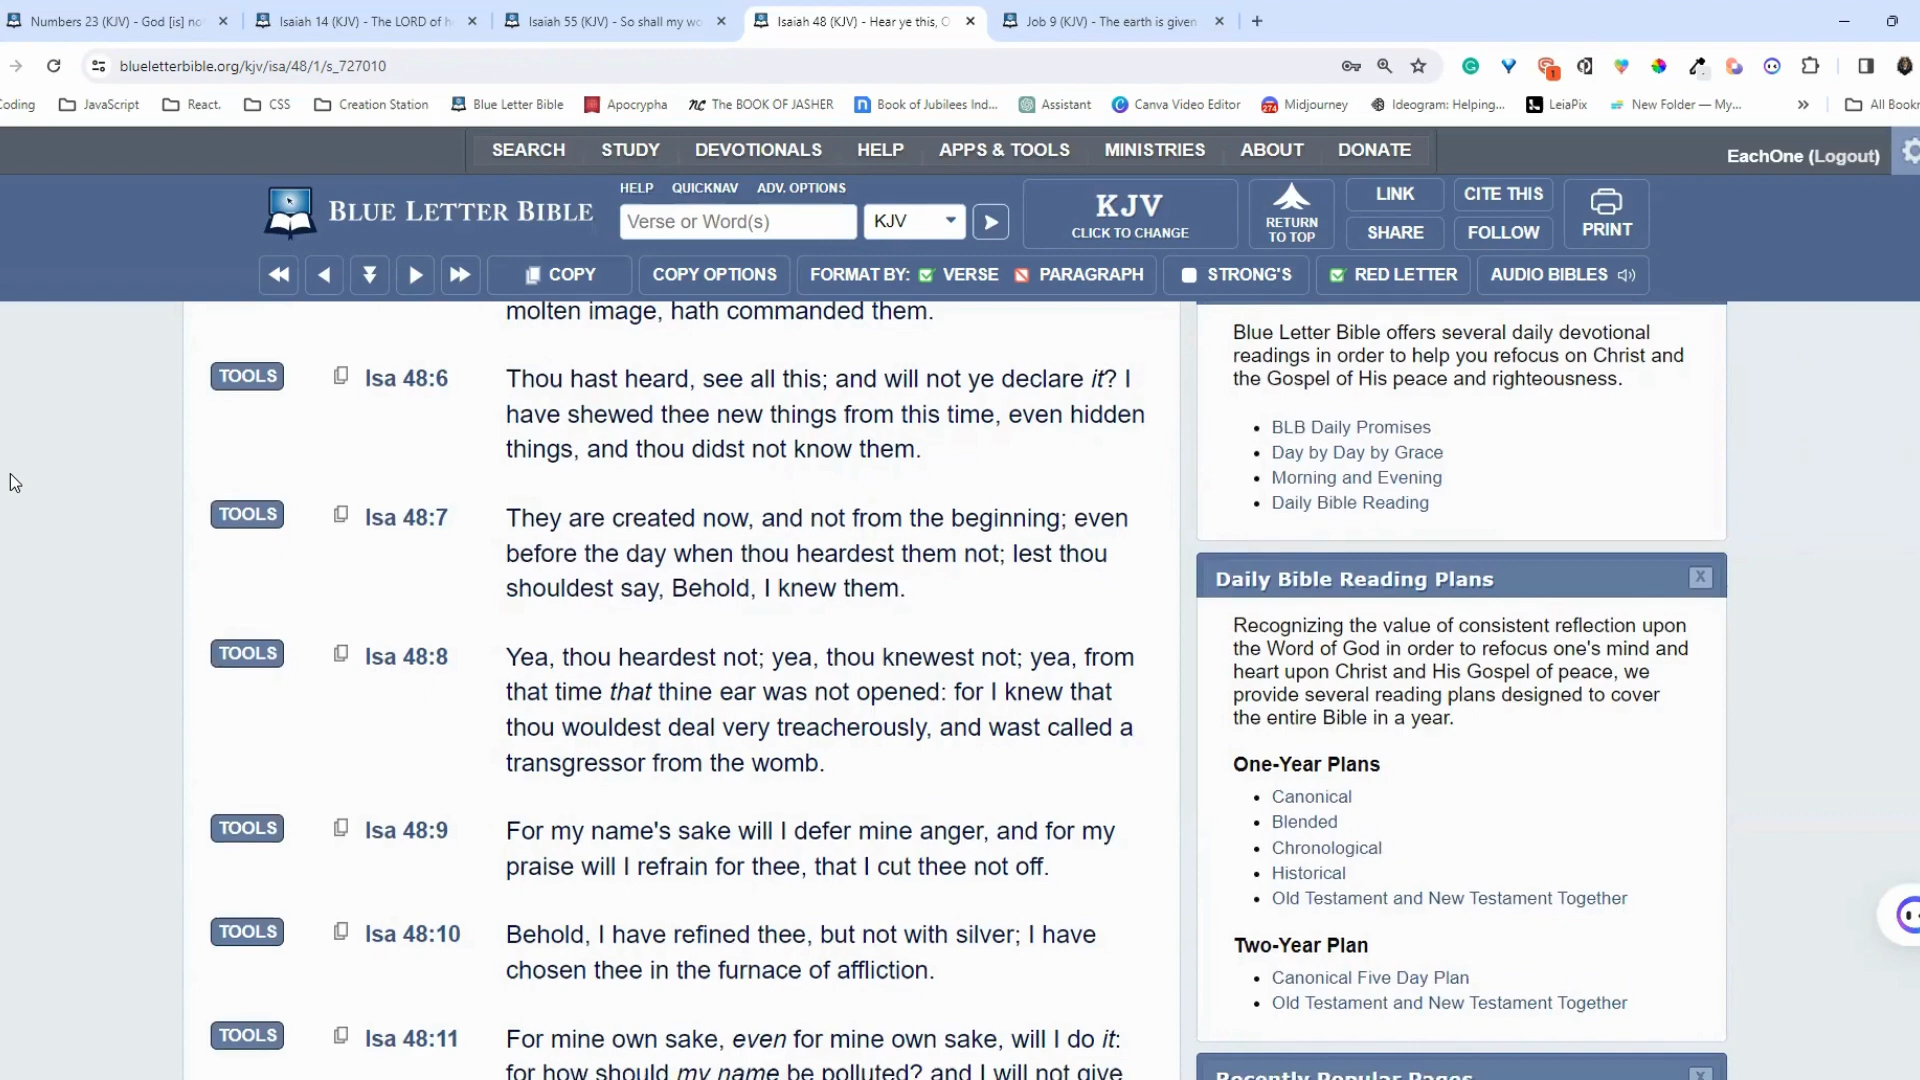 Numbers 23 (KJV) - God [is] no
Isaiah 14 (KJV) - The LORD of h
Isaiah 55 (KJV) - So shall my wo
Isaiah 48 (KJV) - Hear ye this, O
Job 9 (KJV) - The earth is given
blueletterbible.org/kjv/isa/48/1/s_727010
Coding
JavaScript
React.
CSS
Creation Station
Blue Letter Bible
Apocrypha
The BOOK OF JASHER
Book of Jubilees Ind...
Assistant
Canva Video Editor
Midjourney
Ideogram: Helping...
LeiaPix
New Folder — My...
All Bookr
SEARCH
STUDY
DEVOTIONALS
HELP
APPS & TOOLS
MINISTRIES
ABOUT
DONATE
EachOne (Logout)
BLUE LETTER BIBLE
HELP
QUICKNAV
ADV. OPTIONS
Verse or Word(s)
KJV
KJV
CLICK TO CHANGE
RETURN
TO TOP
LINK
CITE THIS
SHARE
FOLLOW
PRINT
COPY
COPY OPTIONS
FORMAT BY: VERSE PARAGRAPH
STRONG'S
RED LETTER
AUDIO BIBLES
molten image, hath commanded them.
TOOLS
Isa 48:6
Thou hast heard, see all this; and will not ye declare it? I
have shewed thee new things from this time, even hidden
things, and thou didst not know them.
TOOLS
Isa 48:7
They are created now, and not from the beginning; even
before the day when thou heardest them not; lest thou
shouldest say, Behold, I knew them.
TOOLS
Isa 48:8
Yea, thou heardest not; yea, thou knewest not; yea, from
that time that thine ear was not opened: for I knew that
thou wouldest deal very treacherously, and wast called a
transgressor from the womb.
TOOLS
Isa 48:9
For my name's sake will I defer mine anger, and for my
praise will I refrain for thee, that I cut thee not off.
TOOLS
Isa 48:10
Behold, I have refined thee, but not with silver; I have
chosen thee in the furnace of affliction.
TOOLS
Isa 48:11
For mine own sake, even for mine own sake, will I do it:
for how should my name be polluted? and I will not give
Blue Letter Bible offers several daily devotional
readings in order to help you refocus on Christ and
the Gospel of His peace and righteousness.
BLB Daily Promises
Day by Day by Grace
Morning and Evening
Daily Bible Reading
Daily Bible Reading Plans
X
Recognizing the value of consistent reflection upon
the Word of God in order to refocus one's mind and
heart upon Christ and His Gospel of peace, we
provide several reading plans designed to cover
the entire Bible in a year.
One-Year Plans
Canonical
Blended
Chronological
Historical
Old Testament and New Testament Together
Two-Year Plan
Canonical Five Day Plan
Old Testament and New Testament Together
Recently Popular Pages
X